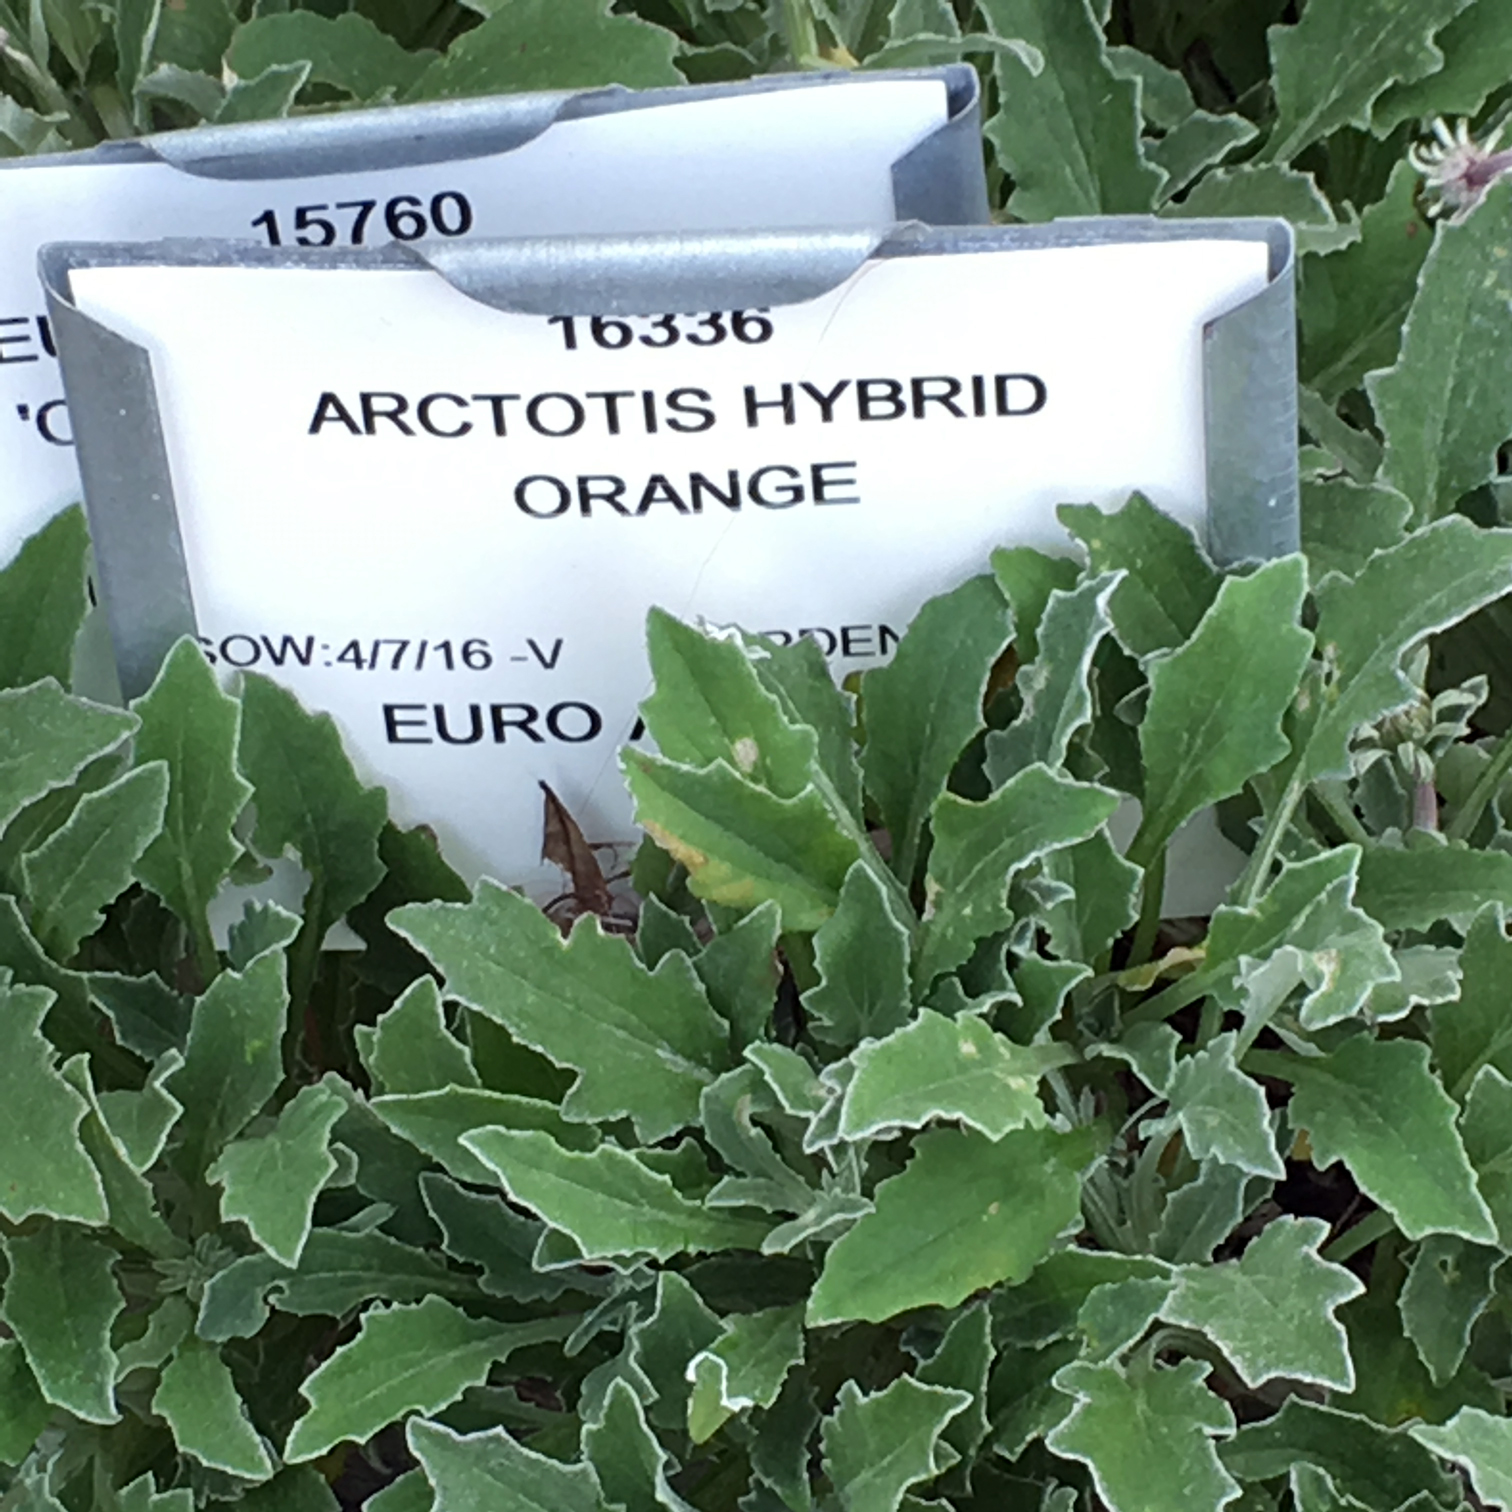 15760
16336
ARCTOTIS HYBRID
ORANGE
SOW:4/7/16 -V
EURO